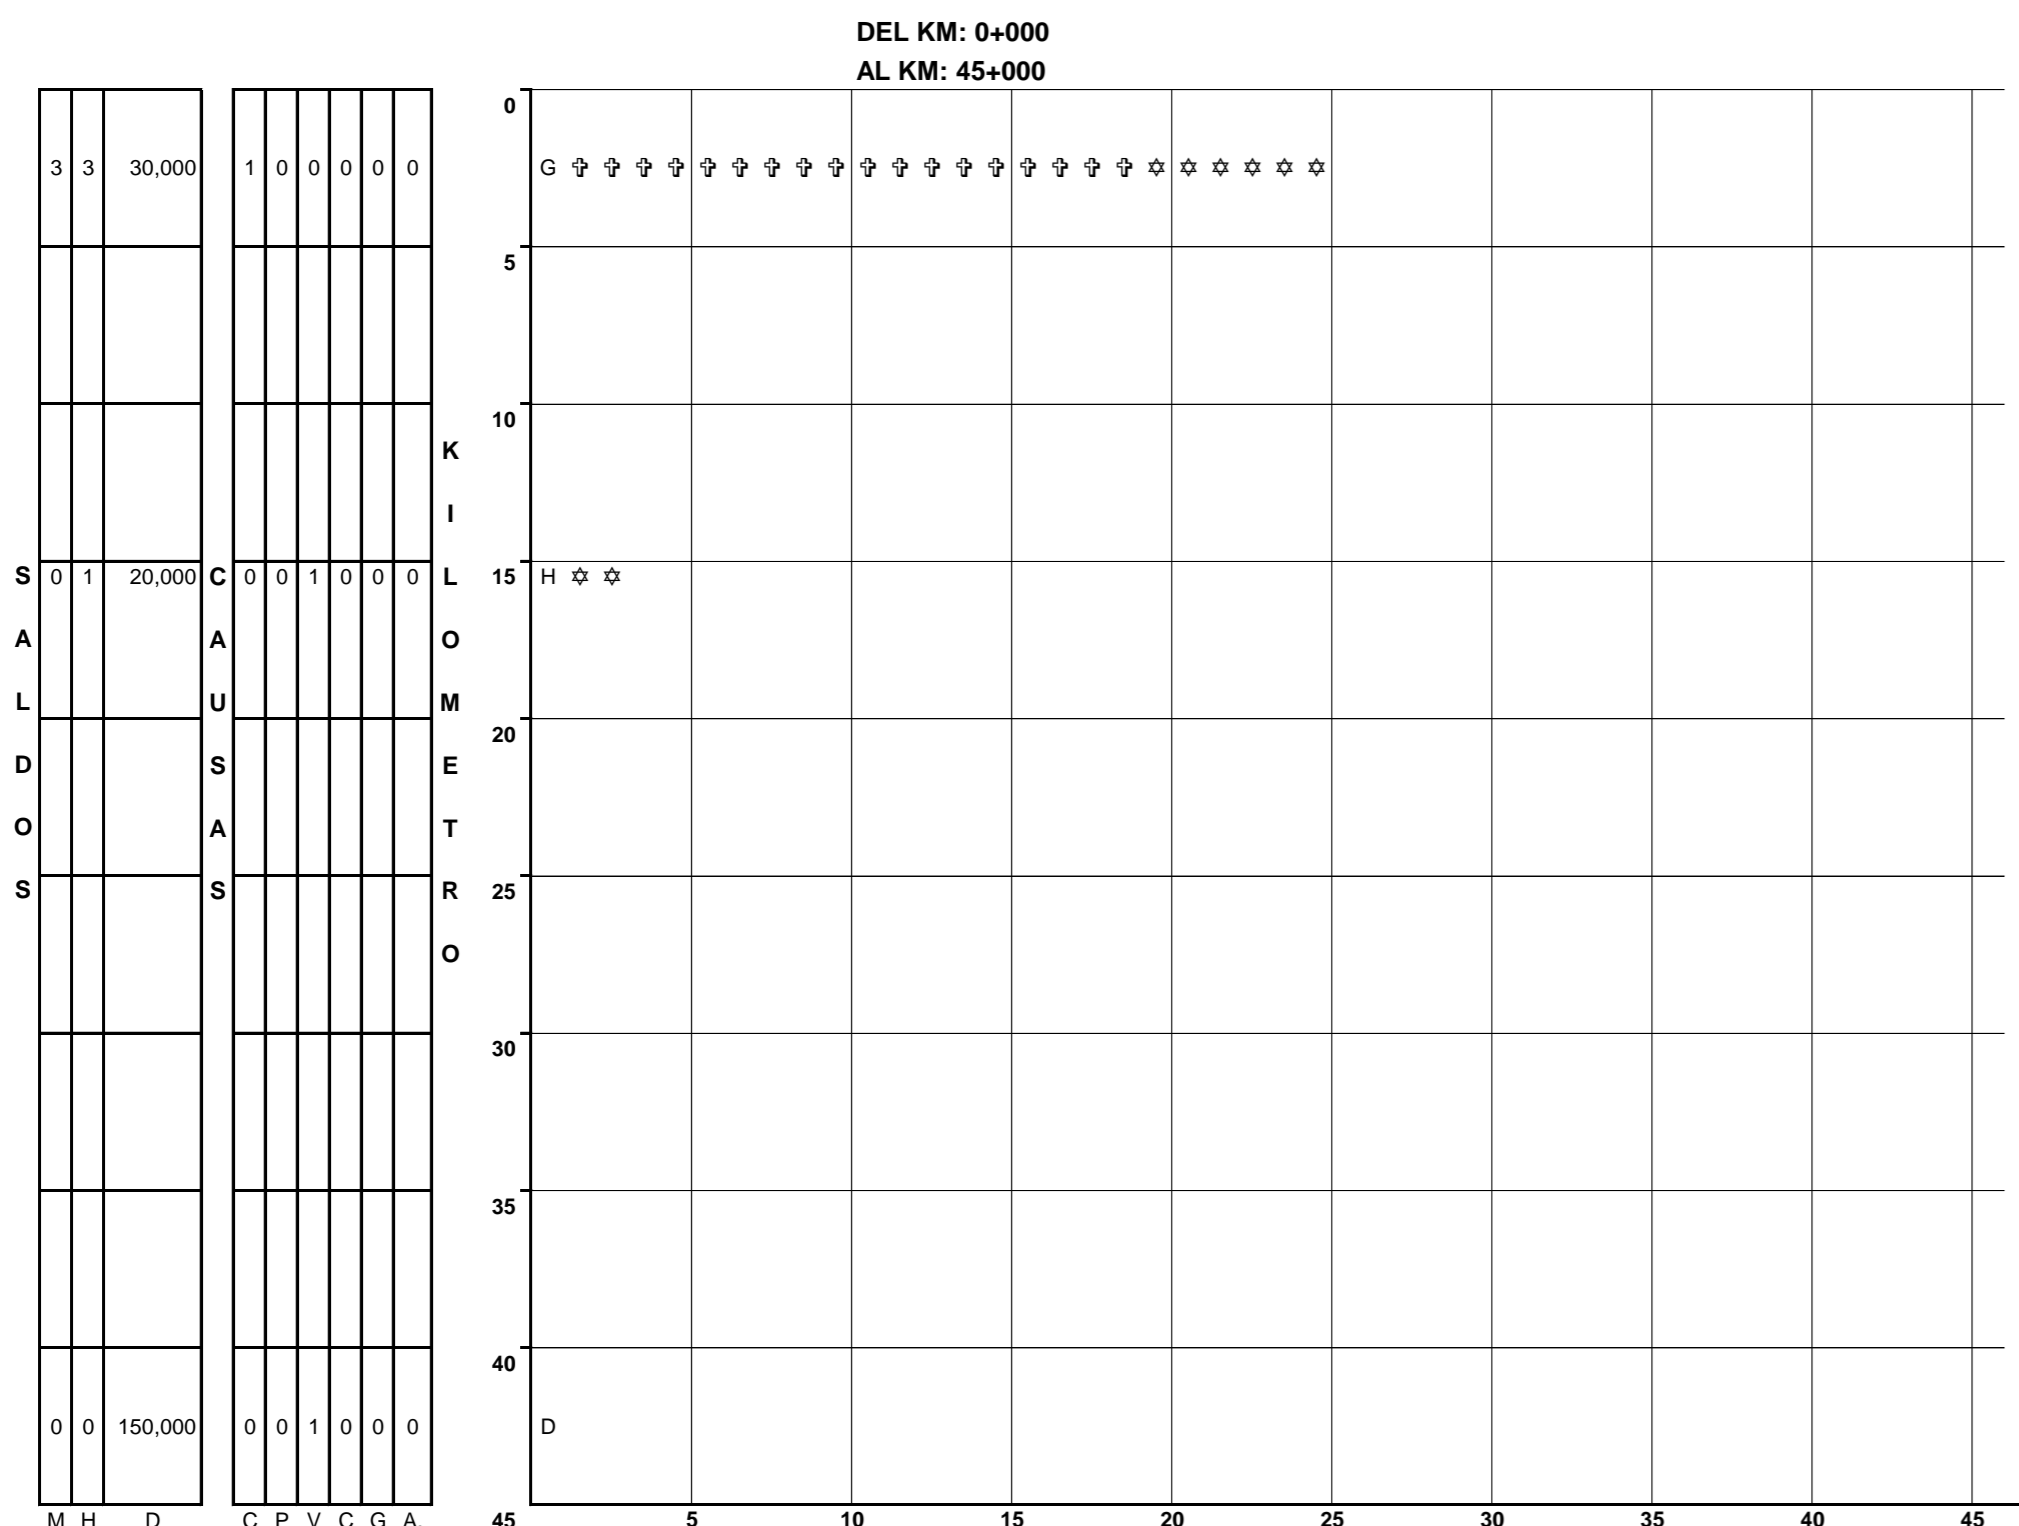 DEL KM: 0+000
AL KM: 45+000
0
3 3 30,000 1 0 0 0 0 0 G ✞ ✞ ✞ ✞ ✞ ✞ ✞ ✞ ✞ ✞ ✞ ✞ ✞ ✞ ✞ ✞ ✞ ✞ ✡ ✡ ✡ ✡ ✡ ✡
5
10
SALDOS
CAUSAS
KILOMETRO
0 1 20,000 0 0 1 0 0 0 15 H ✡ ✡
20
25
30
35
40
0 0 150,000 0 0 1 0 0 0 D
M H D C P V C G A. 45 5 10 15 20 25 30 35 40 45